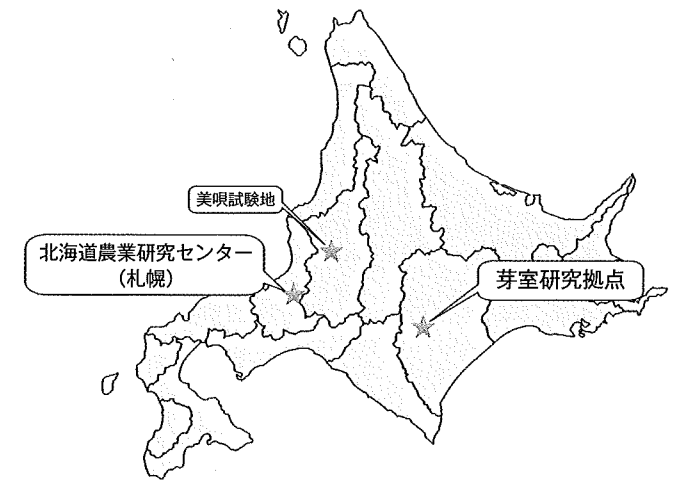 美唄試験地
北海道農業研究センター
（札幌）
芽室研究拠点